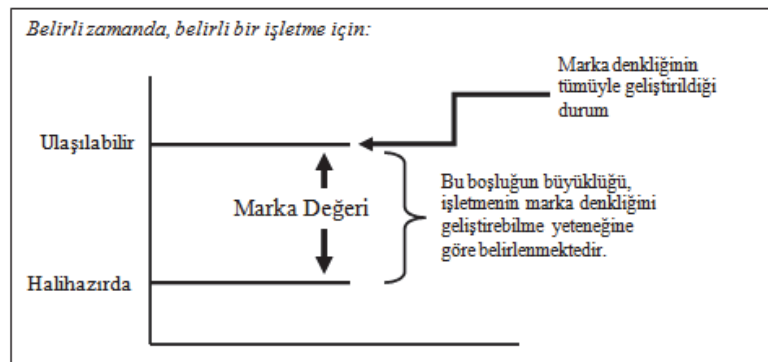 Belirli zamanda, belirli bir işletme için:
Marka denkliğinin
tümüyle geliştirildiği
durum
Ulaşılabilir
Marka Değeri
Bu boşluğun büyüklüğü,
işletmenin marka denkliğini
geliştirebilme yeteneğine
göre belirlenmektedir.
Halihazırda